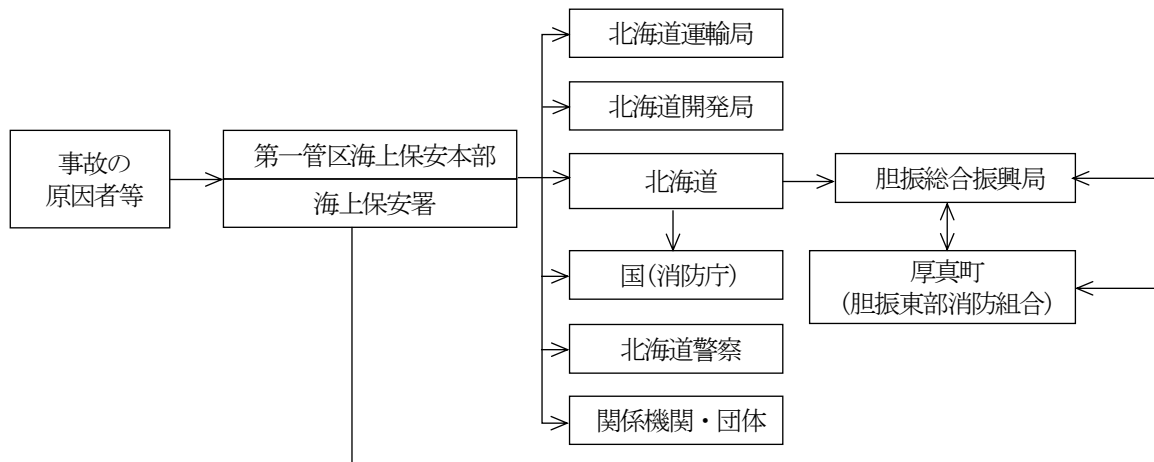 事故の
原因者等
第一管区海上保安本部
海上保安署
北海道運輸局
北海道開発局
北海道
国(消防庁)
北海道警察
関係機関・団体
胆振総合振興局
厚真町
(胆振東部消防組合)